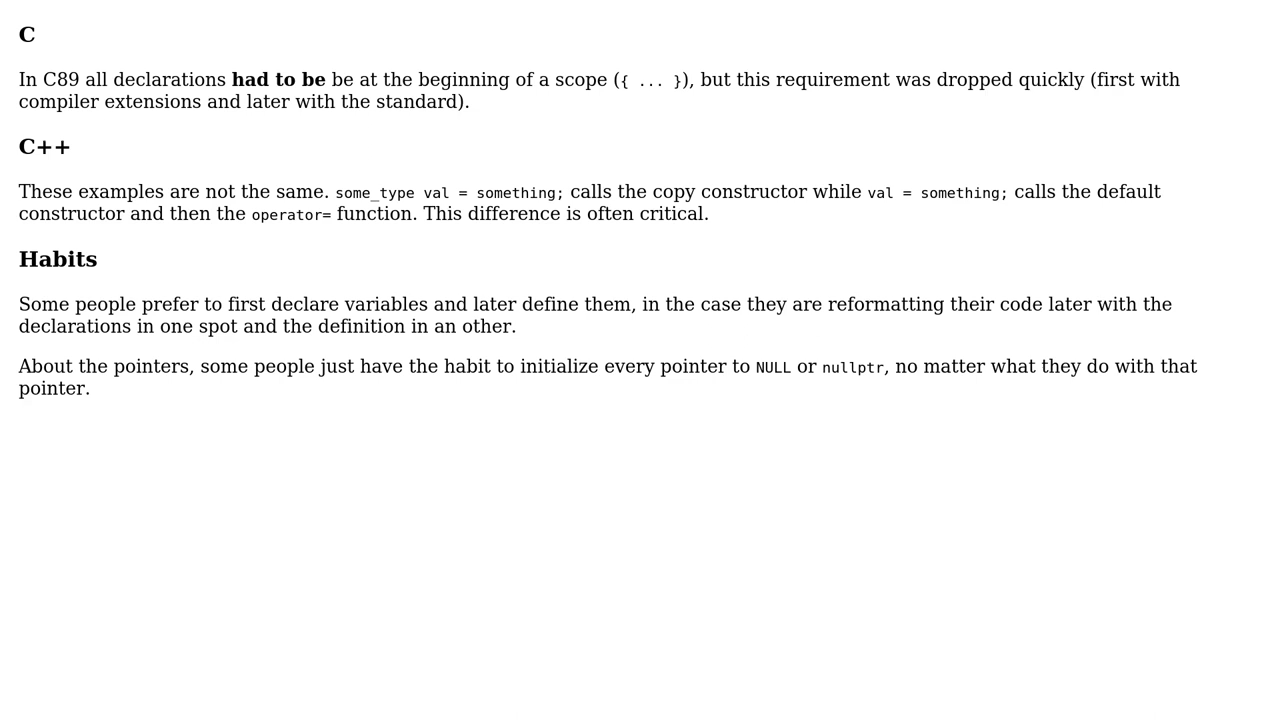 C
In C89 all declarations had to be be at the beginning of a scope ({ ... }), but this requirement was dropped quickly (first with
compiler extensions and later with the standard).
C++
These examples are not the same. some_type val = something; calls the copy constructor while val = something; calls the default
constructor and then the operator= function. This difference is often critical.
Habits
Some people prefer to first declare variables and later define them, in the case they are reformatting their code later with the
declarations in one spot and the definition in an other.
About the pointers, some people just have the habit to initialize every pointer to NULL or nullptr, no matter what they do with that
pointer.